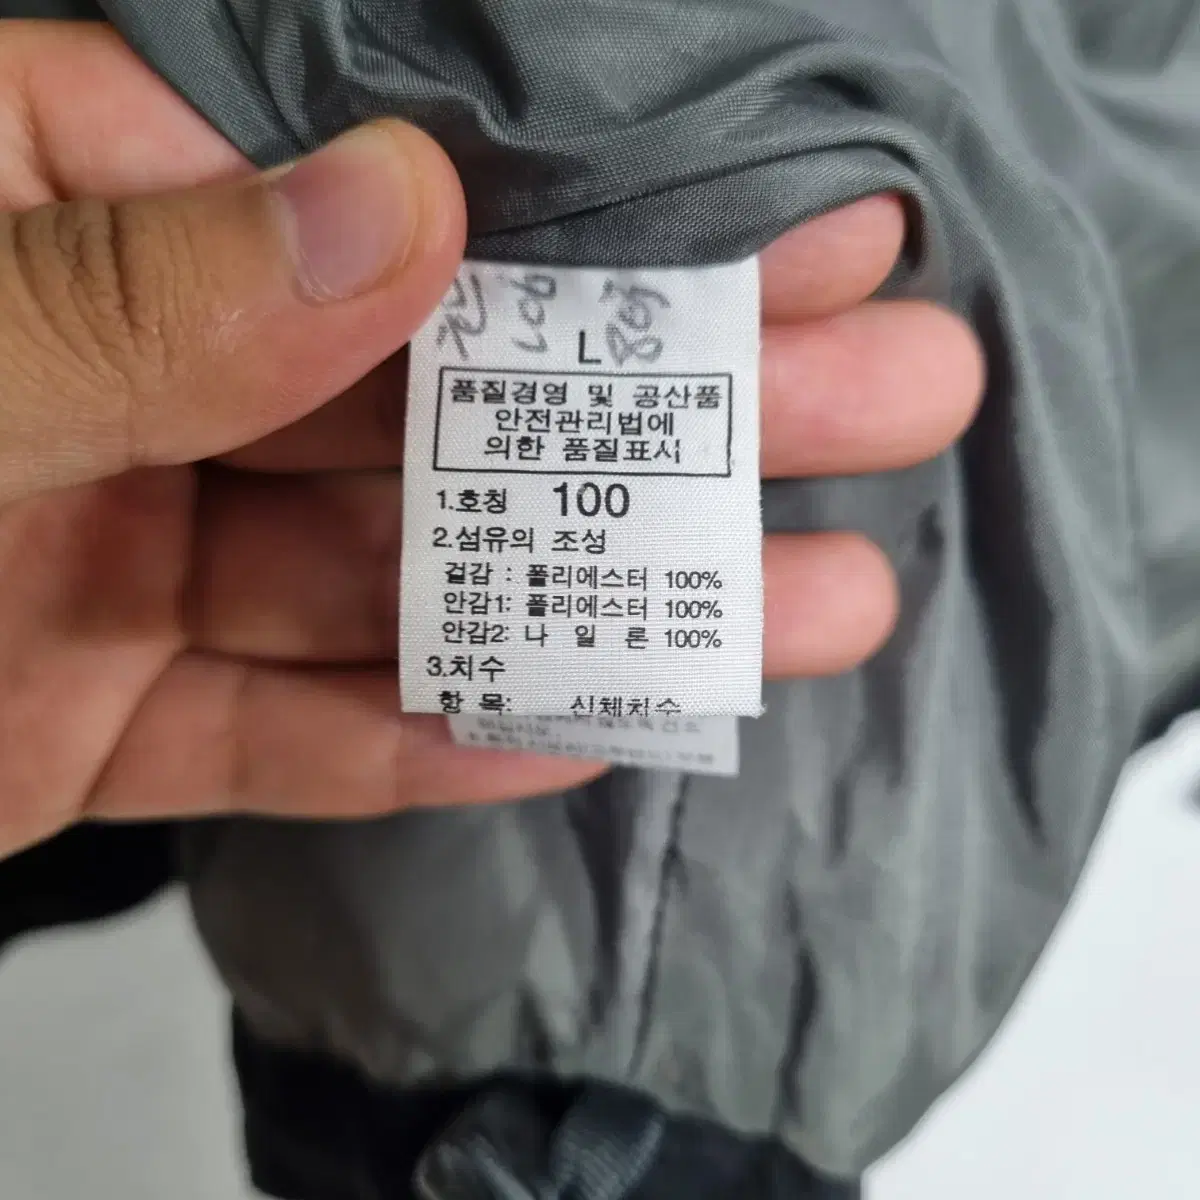 L
품질경영 및 공산품
안전관리법에
의한 품질표시
1.호칭 100
2.섬유의 조성
겉감 : 폴리에스터 100%
안감1: 폴리에스터 100%
안감2: 나 일 론 100%
3.치수
항 목: 신체치수